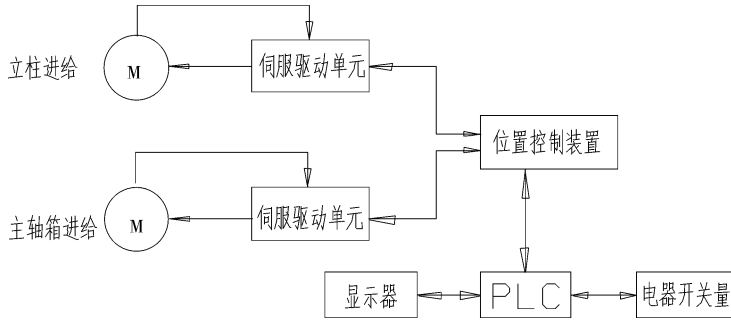 立柱进给
M
伺服驱动单元
位置控制装置
主轴箱进给
M
伺服驱动单元
显示器
PLC
电器开关量